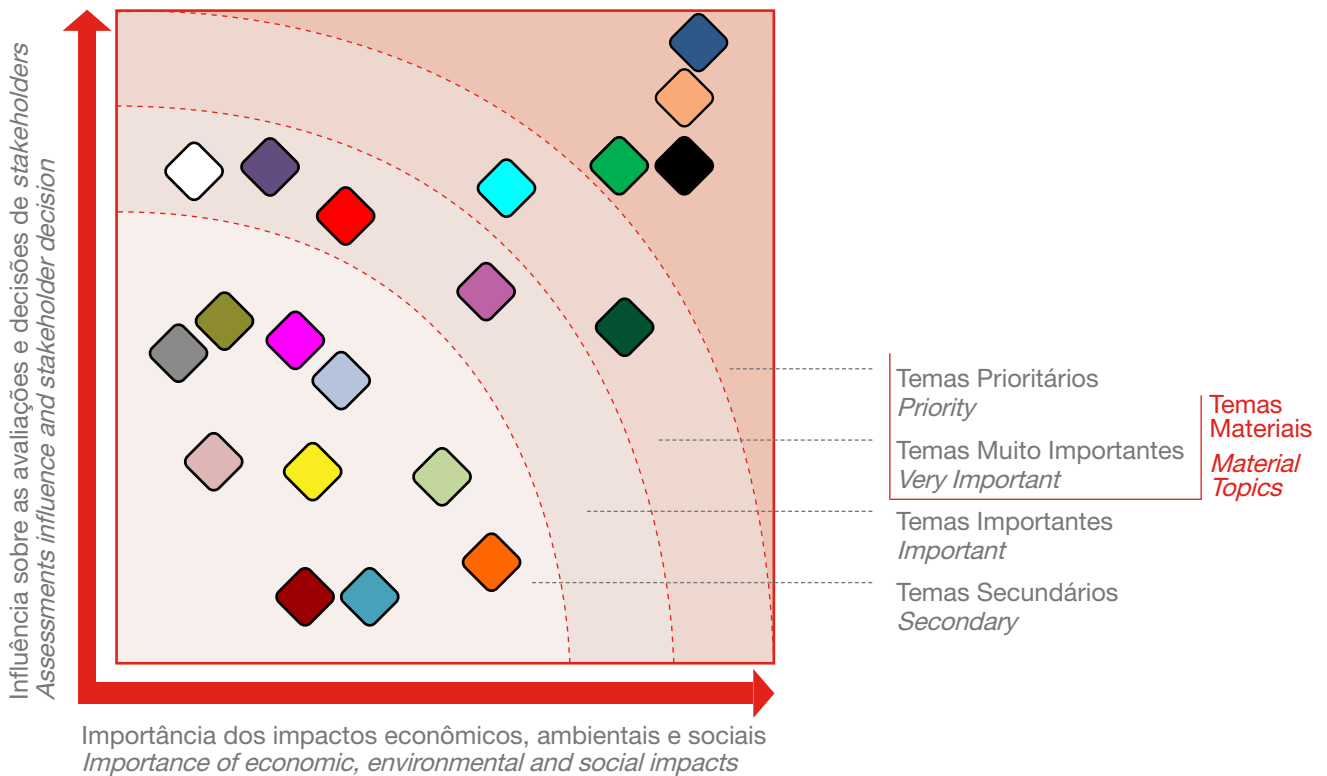 Influência sobre as avaliações e decisões de stakeholders
Assessments influence and stakeholder decision
Temas Prioritários
Priority
Temas Muito Importantes
Very Important
Temas Importantes
Important
Temas Secundários
Secondary
Temas
Materiais
Material
Topics
Importância dos impactos econômicos, ambientais e sociais
Importance of economic, environmental and social impacts